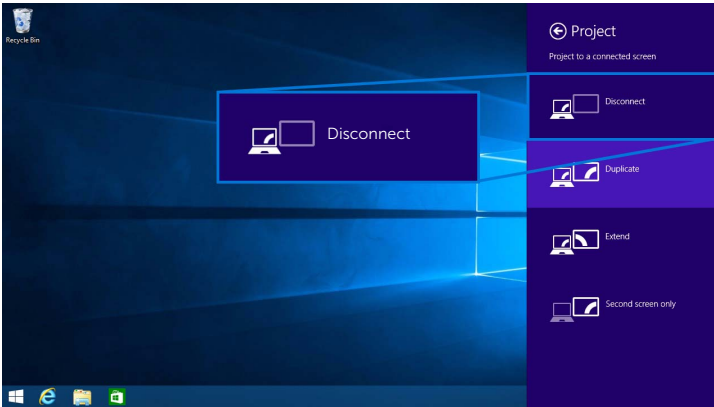 Recycle Bin
Project
Project to a connected screen
Disconnect
Disconnect
Duplicate
Extend
Second screen only